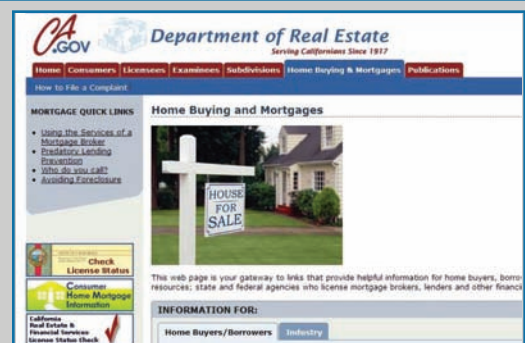 CA
.GOV
Department of Real Estate
Serving Californians Since 1917
Home Consumers Licensees Examinees Subdivisions Home Buying & Mortgages Publications
How to File a Complaint
MORTGAGE QUICK LINKS
Using the Services of a
Mortgage Broker
Predatory Lending
Prevention
Who do you call?
Avoiding Foreclosure
Check
License Status
Consumer
Home Mortgage
Information
California
Real Estate &
Financial Services
License Status Check
Home Buying and Mortgages
HOUSE
FOR
SALE
This web page is your gateway to links that provide helpful information for home buyers, borro
resources; state and federal agencies who license mortgage brokers, lenders and other financi
INFORMATION FOR:
Home Buyers/Borrowers Industry